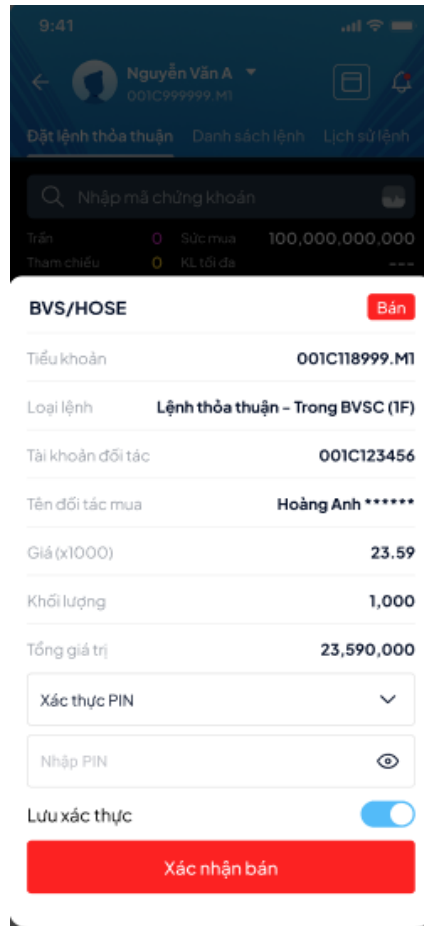 9:41
Nguyễn Văn A
001C999999.M1
Đặt lệnh thỏa thuận Danh sách lệnh Lịch sử lệnh
Nhập mã chứng khoán
Trần 0 Sức mua 100,000,000,000
Tham chiếu 0 KL tối đa ---
BVS/HOSE Bán
Tiểu khoản 001C118999.M1
Loại lệnh Lệnh thỏa thuận – Trong BVSC (1F)
Tài khoản đối tác 001C123456
Tên đối tác mua Hoàng Anh ******
Giá (x1000) 23.59
Khối lượng 1,000
Tổng giá trị 23,590,000
Xác thực PIN
Nhập PIN
Lưu xác thực
Xác nhận bán